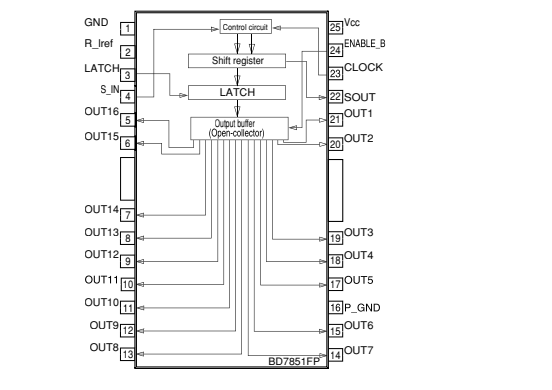 GND 1
R_Iref 2
LATCH 3
S_IN 4
OUT16 5
OUT15 6
OUT14 7
OUT13 8
OUT12 9
OUT11 10
OUT10 11
OUT9 12
OUT8 13
Control circuit
Shift register
LATCH
Output buffer
(Open-collector)
BD7851FP
25 Vcc
24 ENABLE_B
23 CLOCK
22 SOUT
21 OUT1
20 OUT2
19 OUT3
18 OUT4
17 OUT5
16 P_GND
15 OUT6
14 OUT7